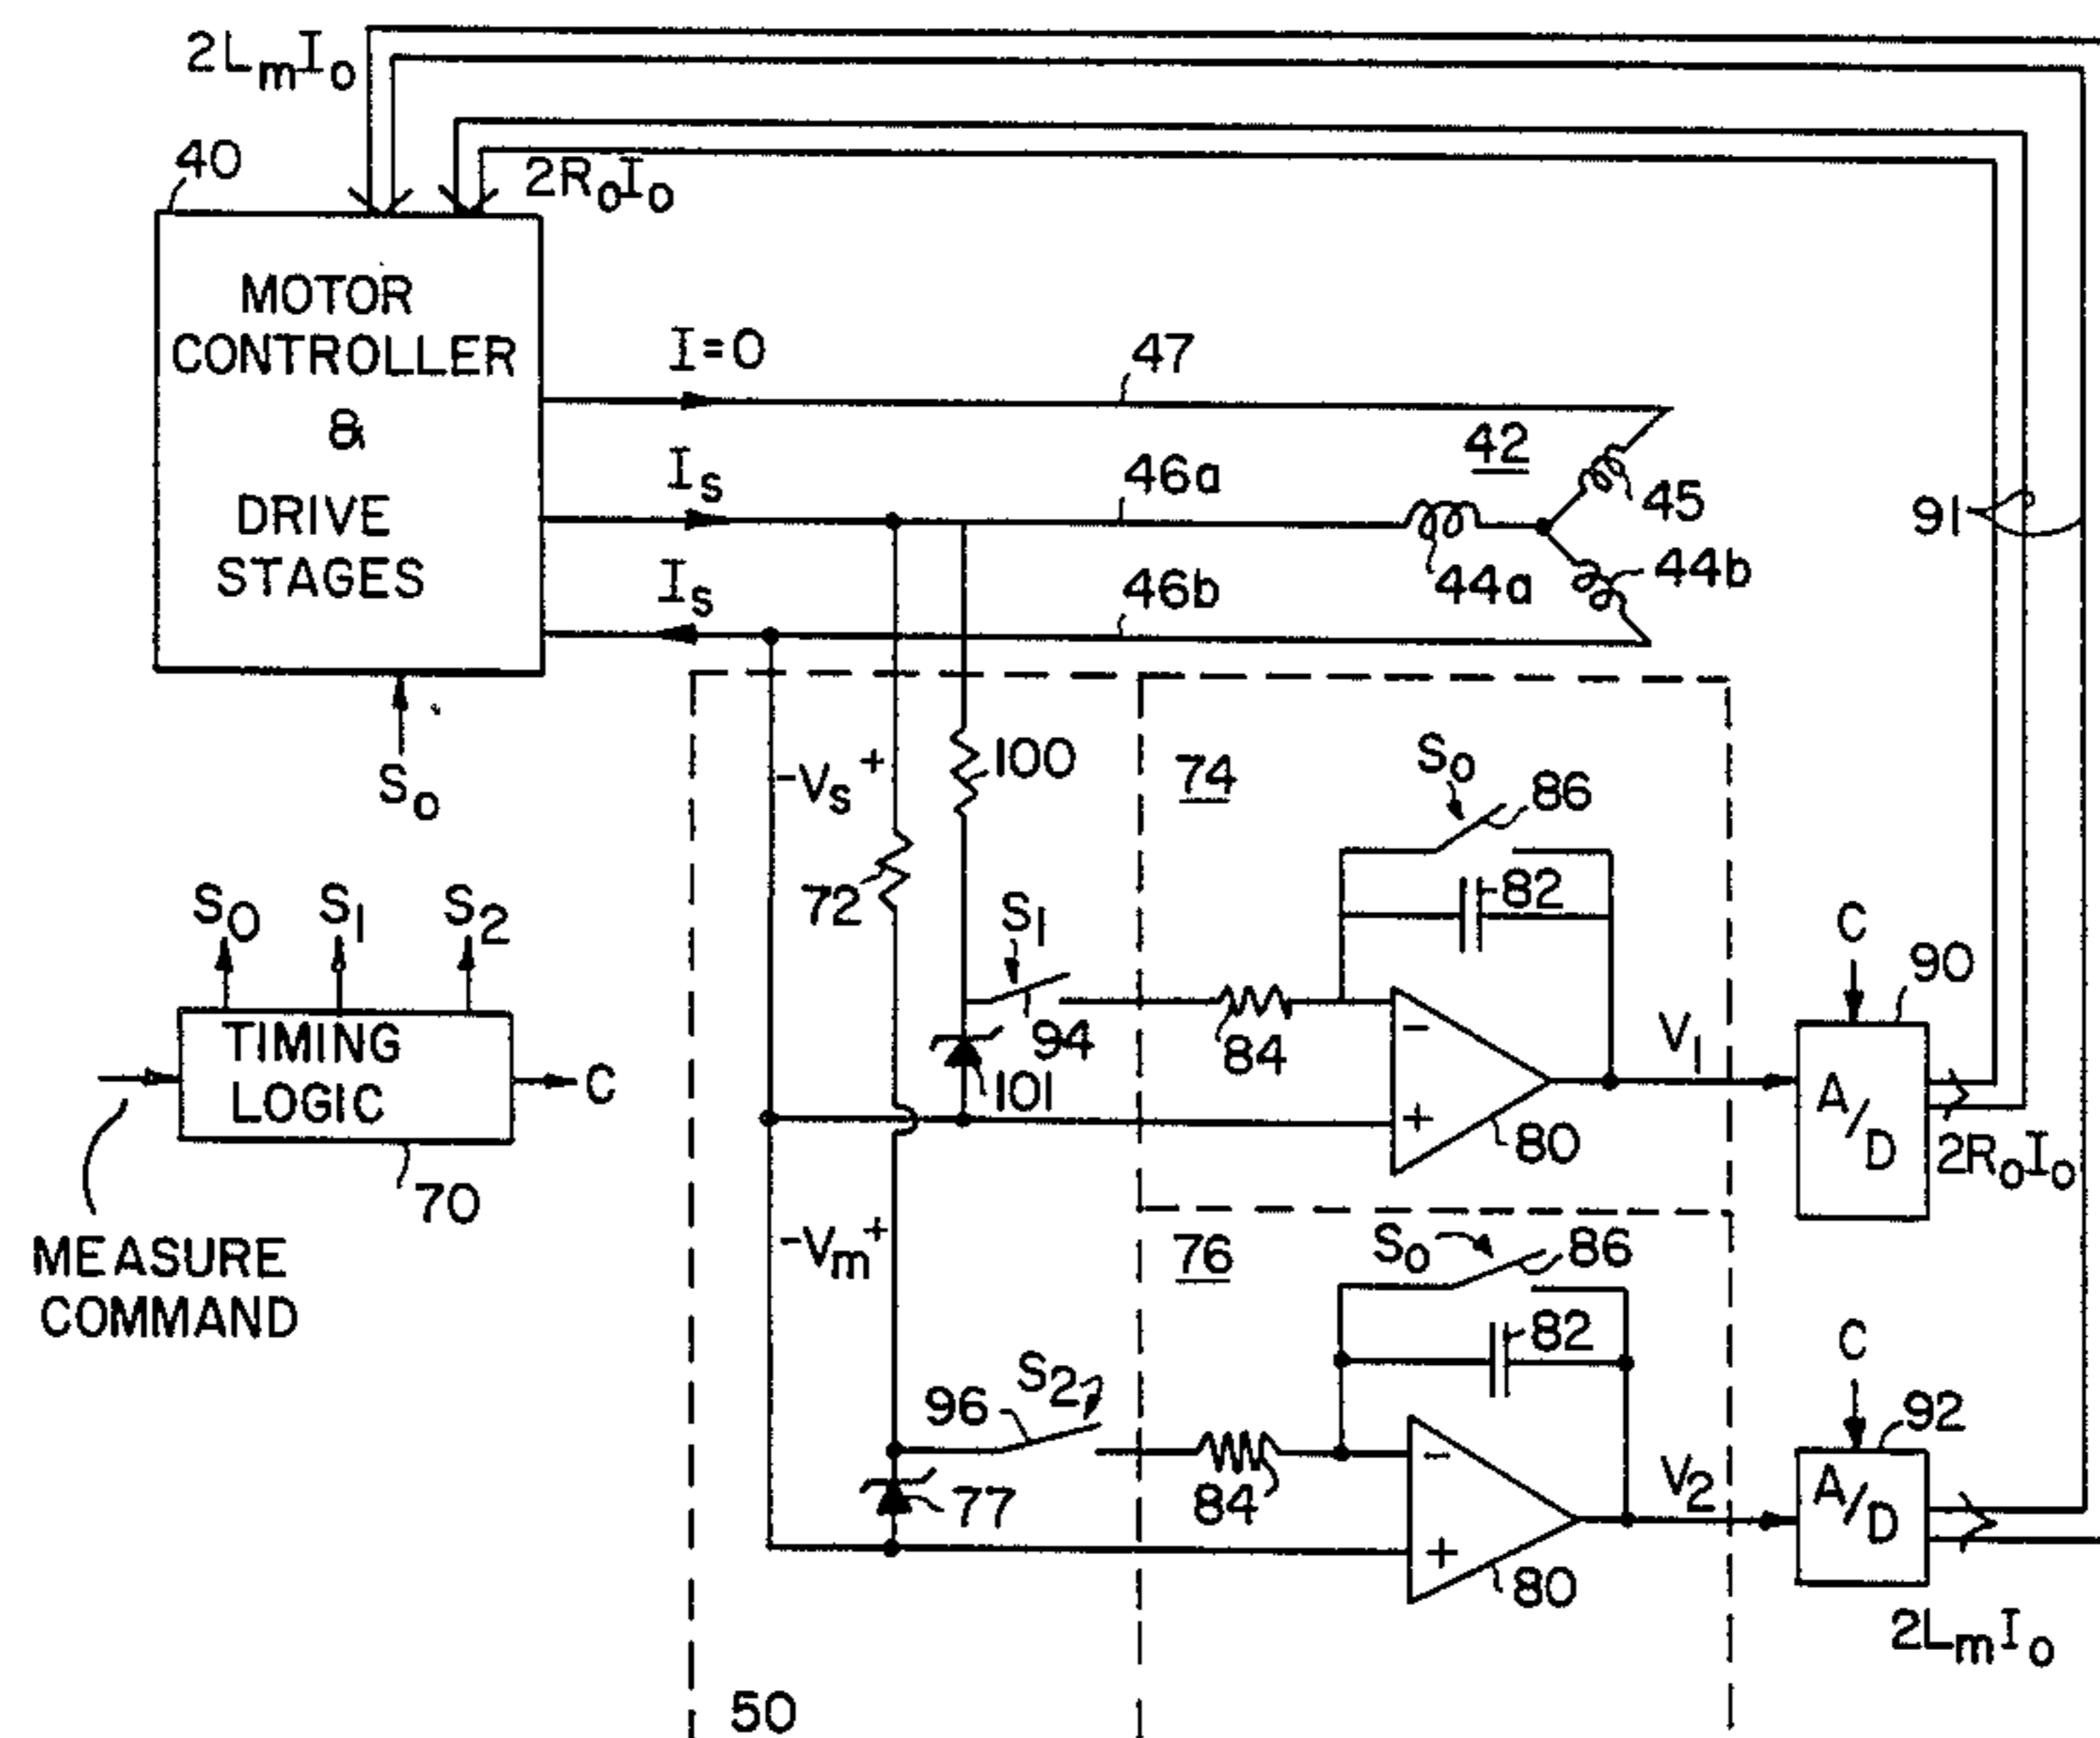 2LmIo
40
2RoIo
MOTOR
CONTROLLER
&
DRIVE
STAGES
I=0
47
Is
46a
42
45
91
44a
44b
Is
46b
So
-Vs+
100
74
So
86
72
82
S0
S1
S2
S1
C
90
TIMING
LOGIC
C
94
84
-
V1
A/D
101
+
80
2RoIo
70
MEASURE
COMMAND
-Vm+
76
So
86
82
C
96
S2
92
77
84
-
V2
A/D
+
80
2LmIo
50